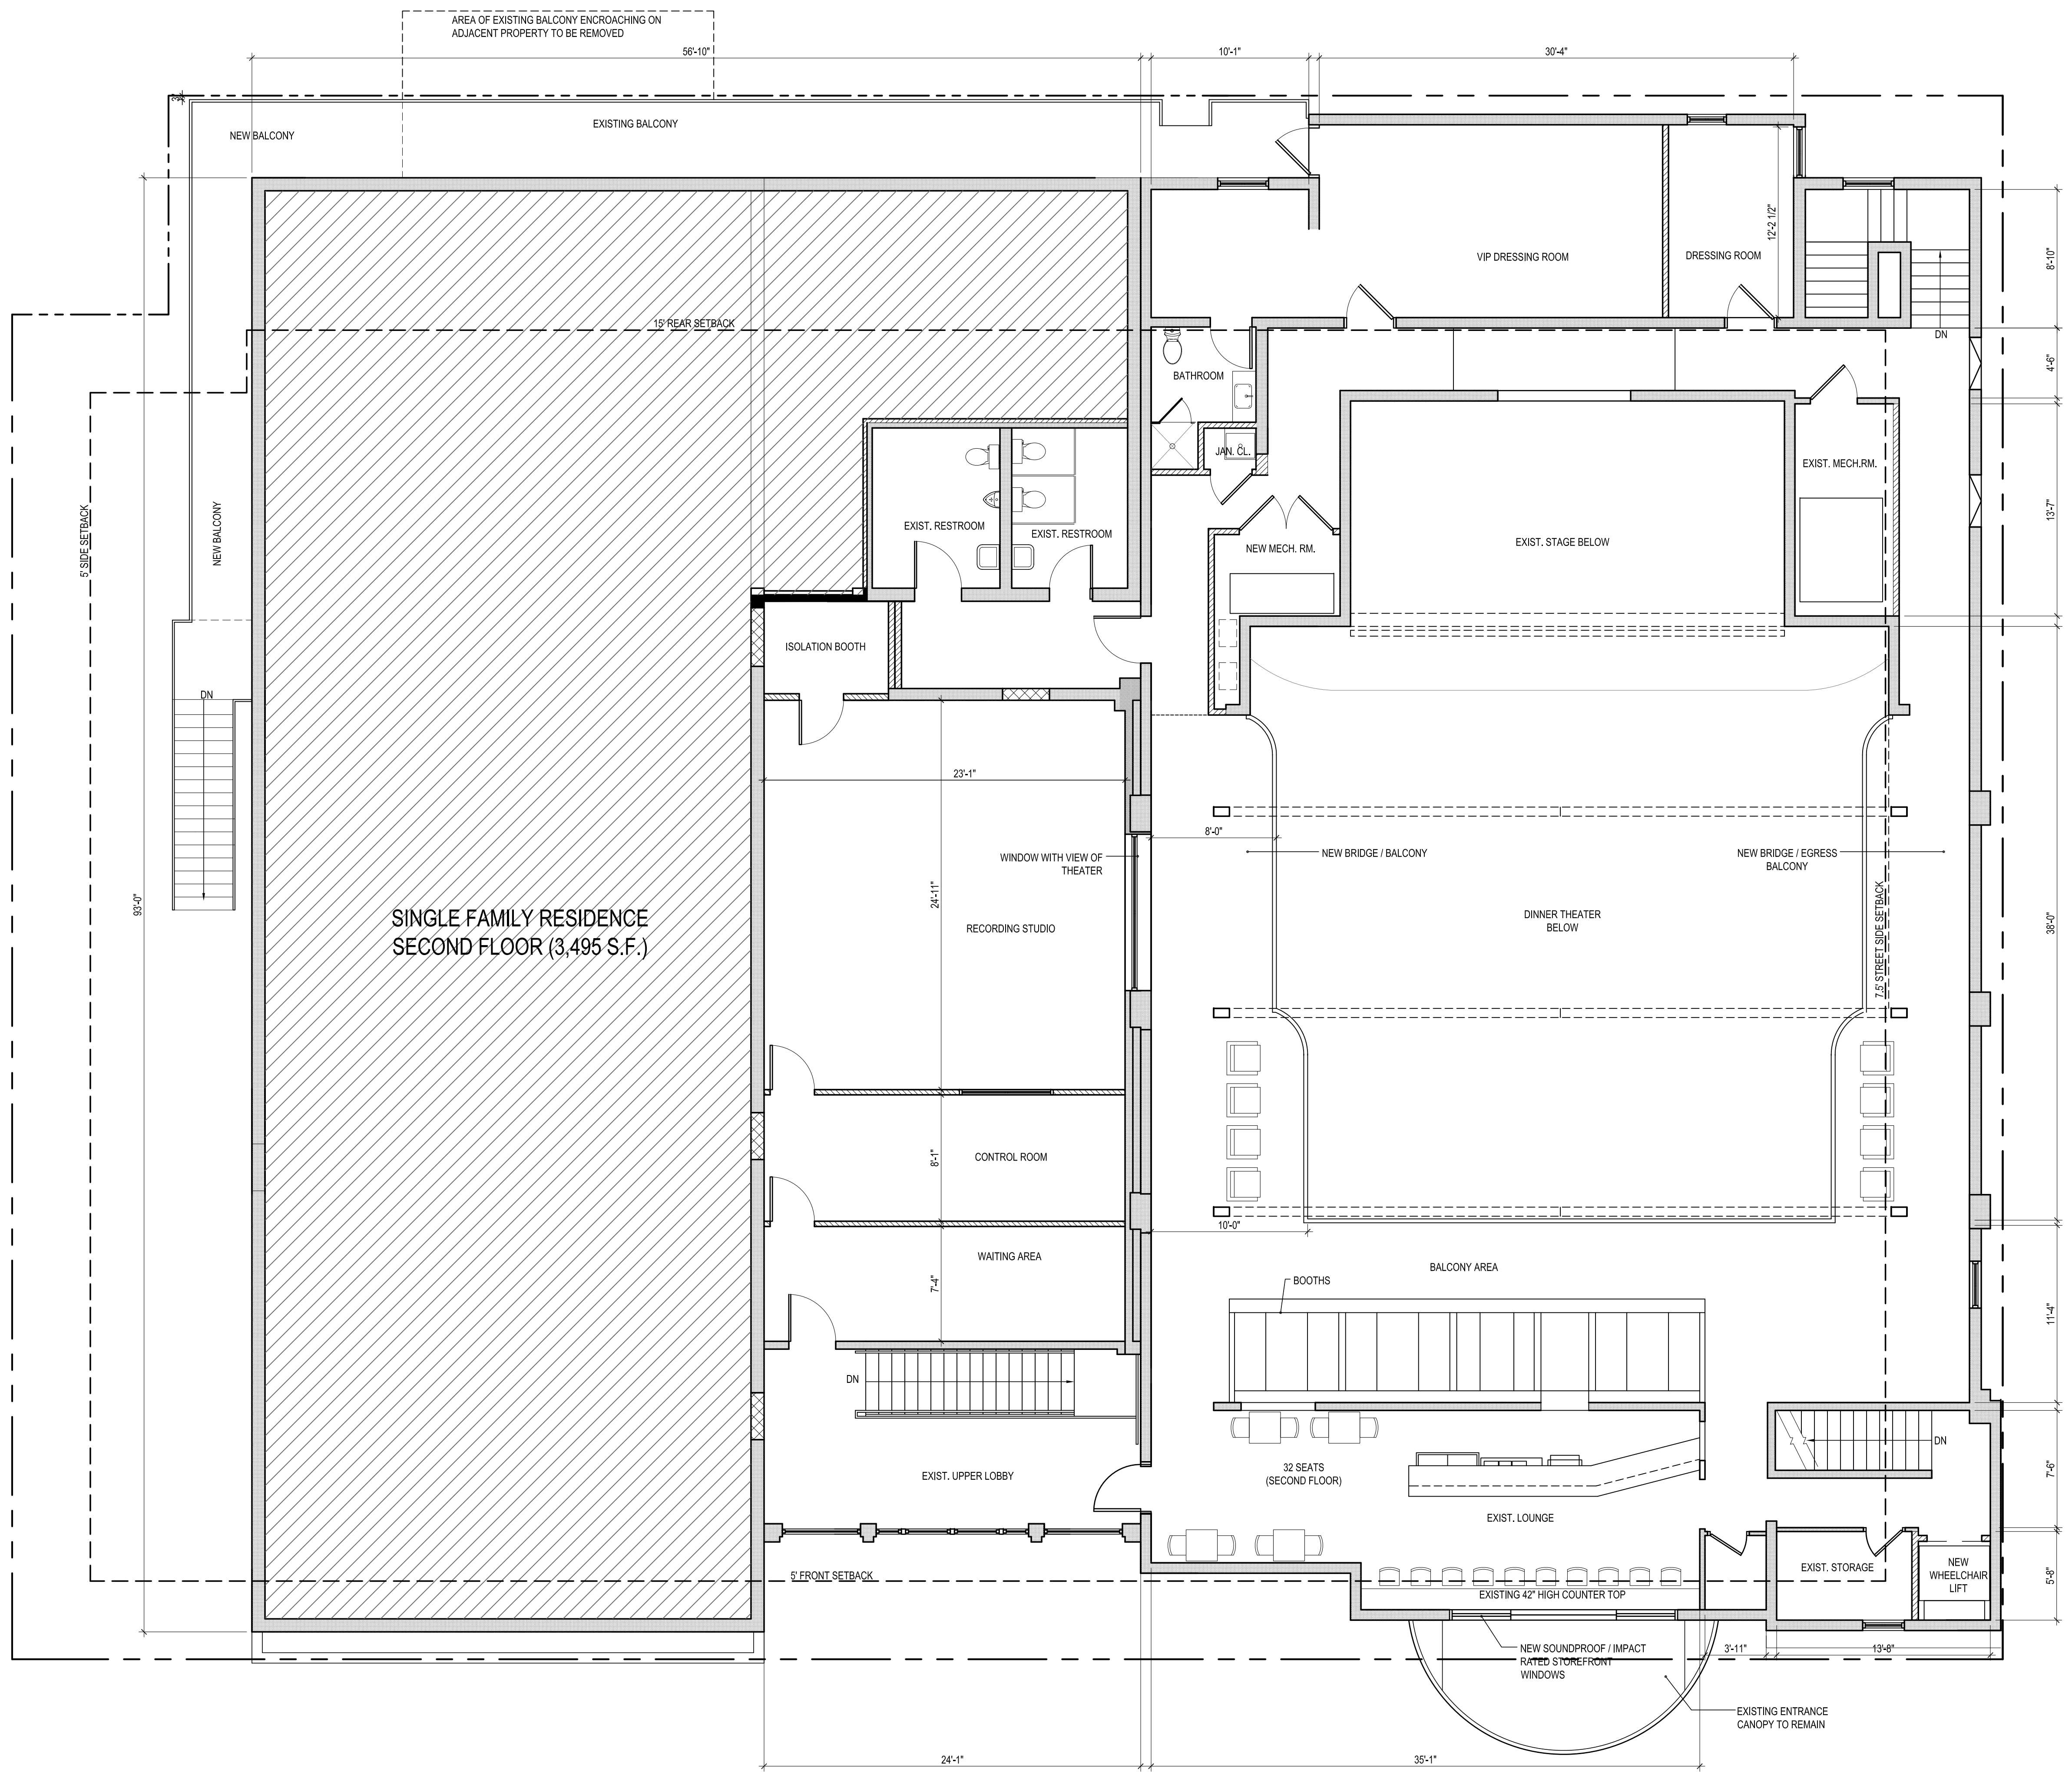 AREA OF EXISTING BALCONY ENCROACHING ON
ADJACENT PROPERTY TO BE REMOVED
56'-10"
10'-1"
30'-4"
3"
NEW BALCONY
EXISTING BALCONY
VIP DRESSING ROOM
DRESSING ROOM
12'-2 1/2"
8'-10"
15' REAR SETBACK
DN
4'-6"
BATHROOM
JAN. CL.
EXIST. MECH.RM.
5' SIDE SETBACK
NEW BALCONY
EXIST. RESTROOM
EXIST. RESTROOM
NEW MECH. RM.
EXIST. STAGE BELOW
13'-7"
ISOLATION BOOTH
DN
23'-1"
8'-0"
WINDOW WITH VIEW OF
THEATER
NEW BRIDGE / BALCONY
NEW BRIDGE / EGRESS
BALCONY
93'-0"
24'-11"
SINGLE FAMILY RESIDENCE
SECOND FLOOR (3,495 S.F.)
RECORDING STUDIO
DINNER THEATER
BELOW
7.5' STREET SIDE SETBACK
38'-0"
8'-1"
CONTROL ROOM
10'-0"
WAITING AREA
7'-4"
BALCONY AREA
BOOTHS
11'-4"
DN
DN
32 SEATS
(SECOND FLOOR)
7'-6"
EXIST. UPPER LOBBY
EXIST. LOUNGE
5' FRONT SETBACK
EXISTING 42" HIGH COUNTER TOP
EXIST. STORAGE
NEW
WHEELCHAIR
LIFT
5'-8"
NEW SOUNDPROOF / IMPACT
RATED STOREFRONT
WINDOWS
3'-11"
13'-8"
EXISTING ENTRANCE
CANOPY TO REMAIN
24'-1"
35'-1"